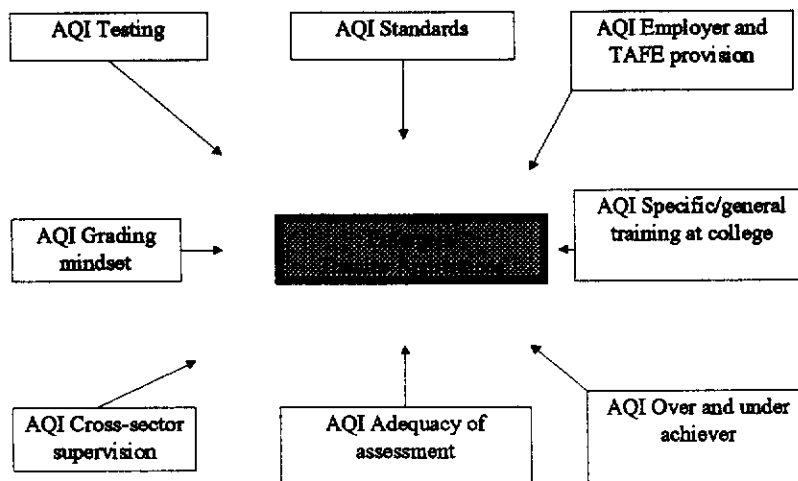 AQI Testing
AQI Standards
AQI Employer and
TAFE provision
AQI Grading
mindset
AQI Specific/general
training at college
AQI Cross-sector
supervision
AQI Adequacy of
assessment
AQI Over and under
achiever